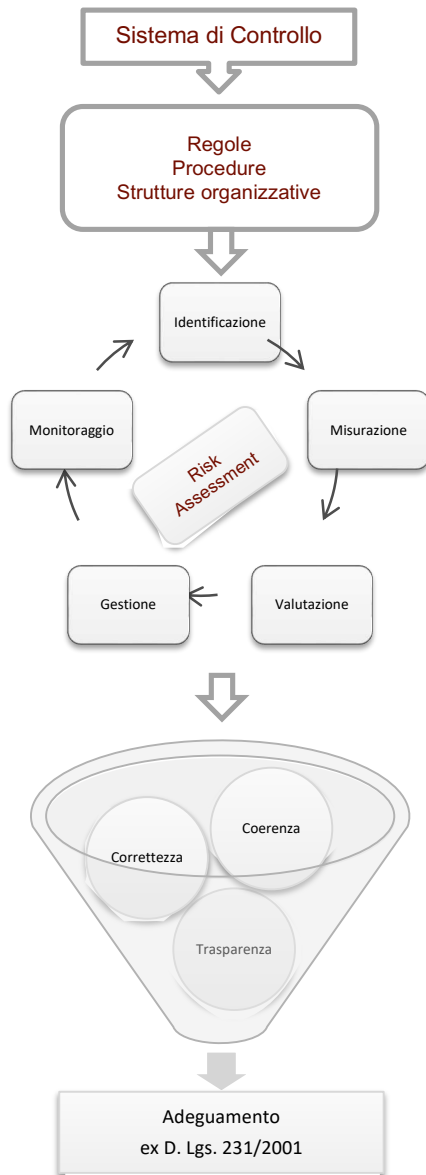 Sistema di Controllo
Regole
Procedure
Strutture organizzative
Identificazione
Monitoraggio
Misurazione
Risk
Assessment
Gestione
Valutazione
Coerenza
Correttezza
Trasparenza
Adeguamento
ex D. Lgs. 231/2001